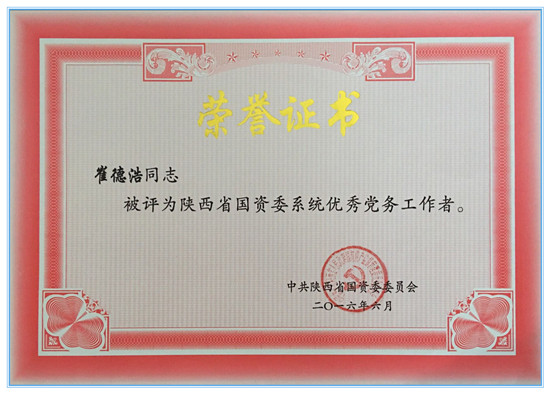 荣誉证书
崔德浩同志
被评为陕西省国资委系统优秀党务工作者。
中共陕西省国资委委员会
二〇一六年六月